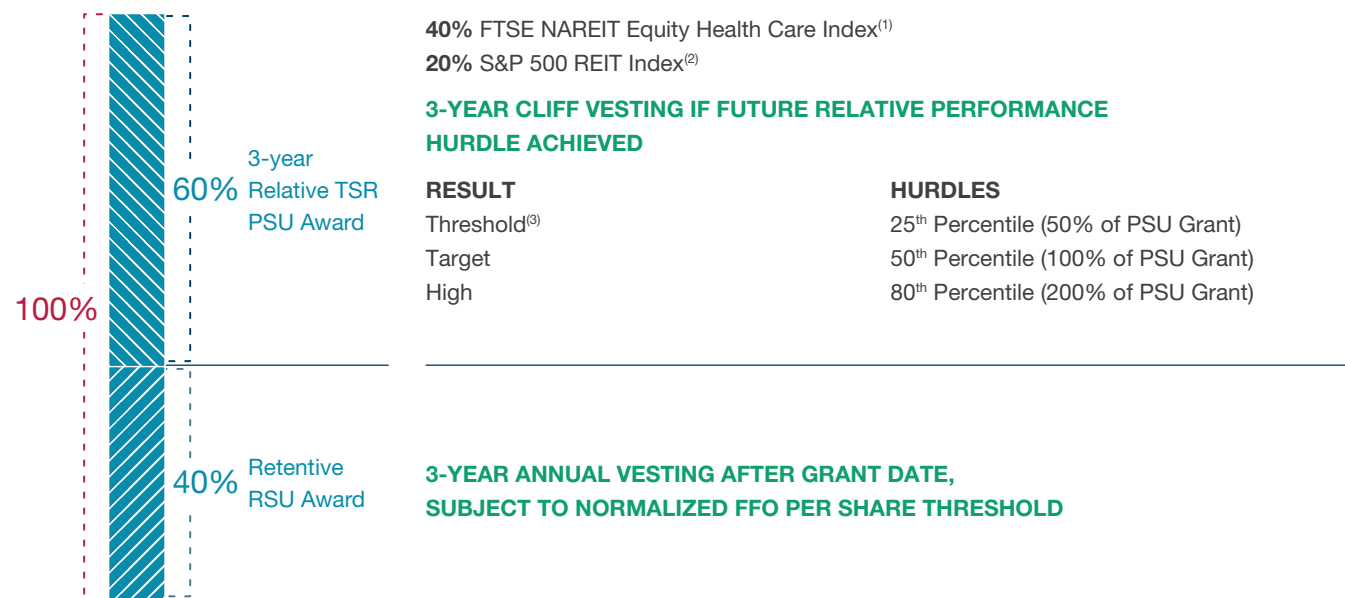 40% FTSE NAREIT Equity Health Care Index(1)
20% S&P 500 REIT Index(2)
3-YEAR CLIFF VESTING IF FUTURE RELATIVE PERFORMANCE
HURDLE ACHIEVED
100%
60%
3-year
Relative TSR
PSU Award
RESULT HURDLES
Threshold(3) 25th Percentile (50% of PSU Grant)
Target 50th Percentile (100% of PSU Grant)
High 80th Percentile (200% of PSU Grant)
40%
Retentive
RSU Award
3-YEAR ANNUAL VESTING AFTER GRANT DATE,
SUBJECT TO NORMALIZED FFO PER SHARE THRESHOLD